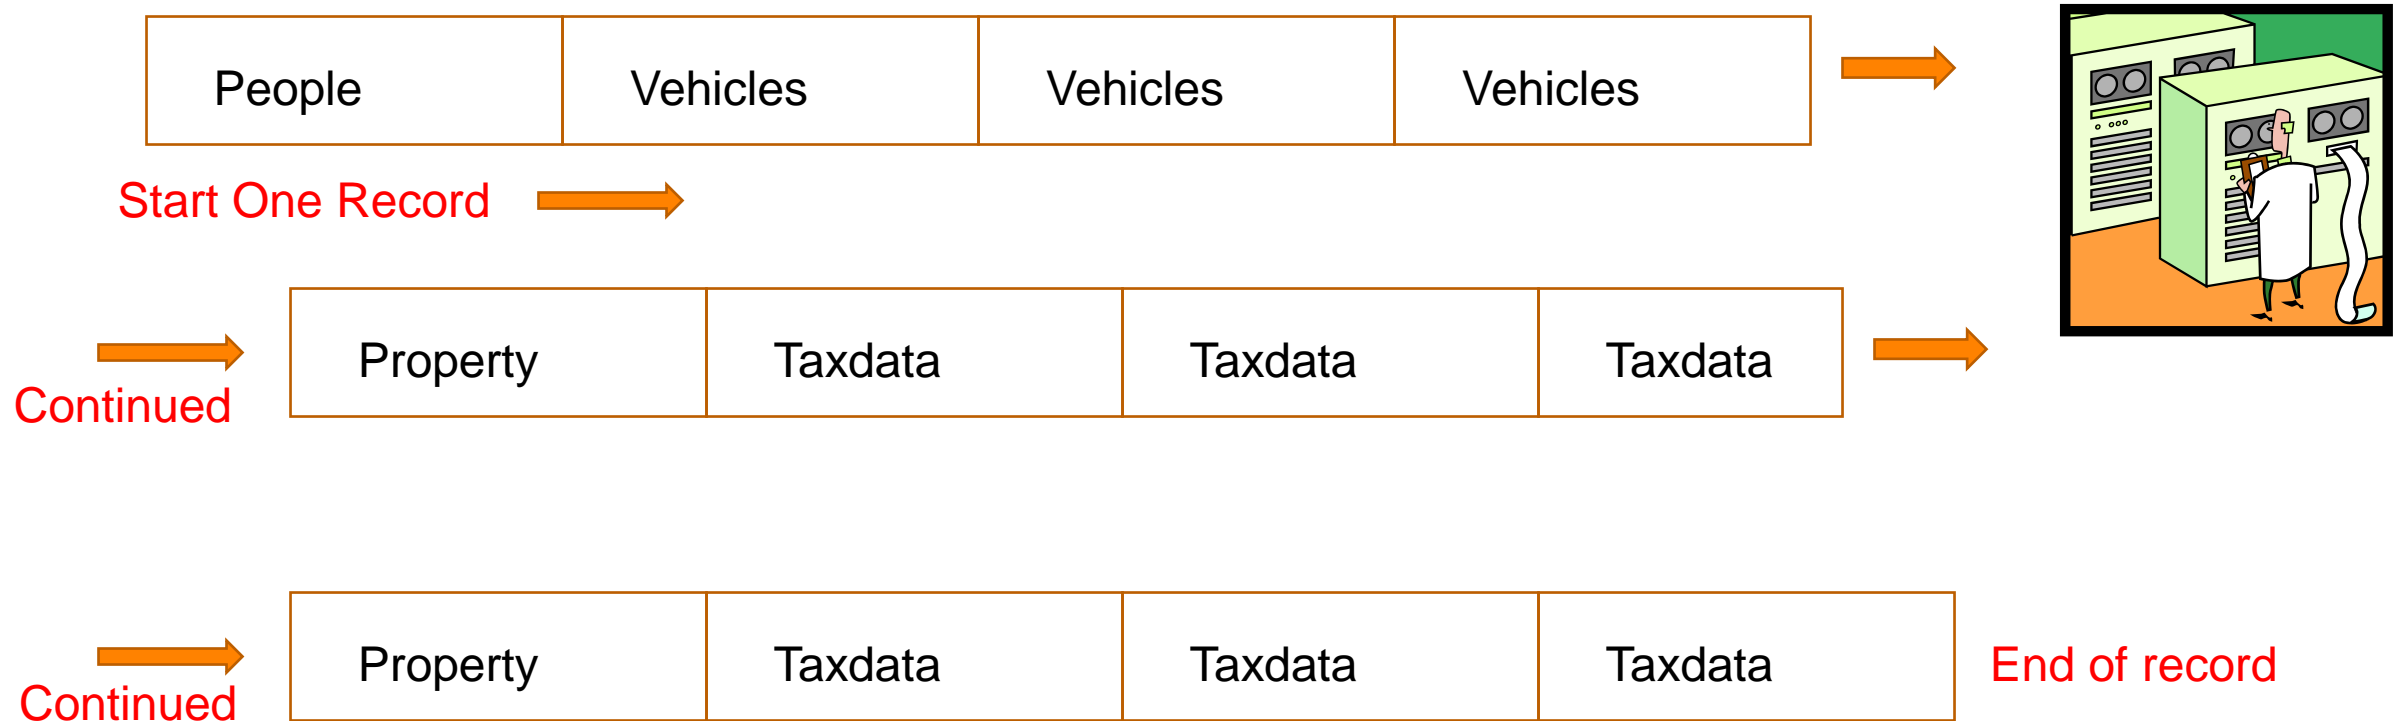 People Vehicles Vehicles Vehicles
Start One Record
Property Taxdata Taxdata Taxdata
Continued
Property Taxdata Taxdata Taxdata End of record
Continued